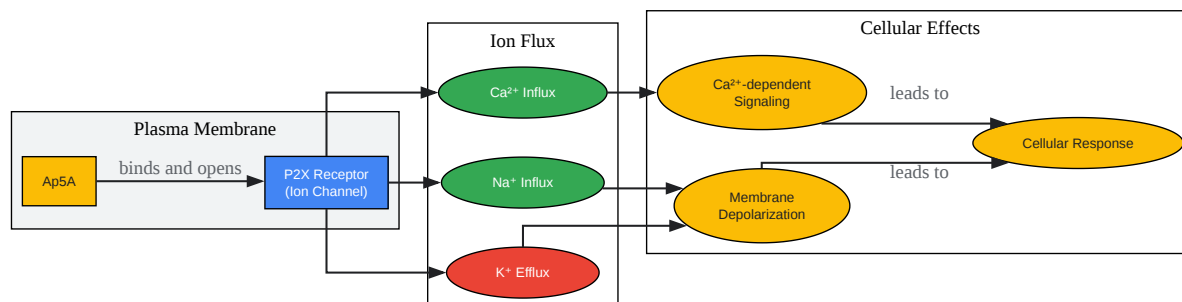 Plasma Membrane
Ap5A
binds and opens
P2X Receptor
(Ion Channel)
Ion Flux
Ca²⁺ Influx
Na⁺ Influx
K⁺ Efflux
Cellular Effects
Ca²⁺-dependent
Signaling
leads to
Membrane
Depolarization
leads to
Cellular Response